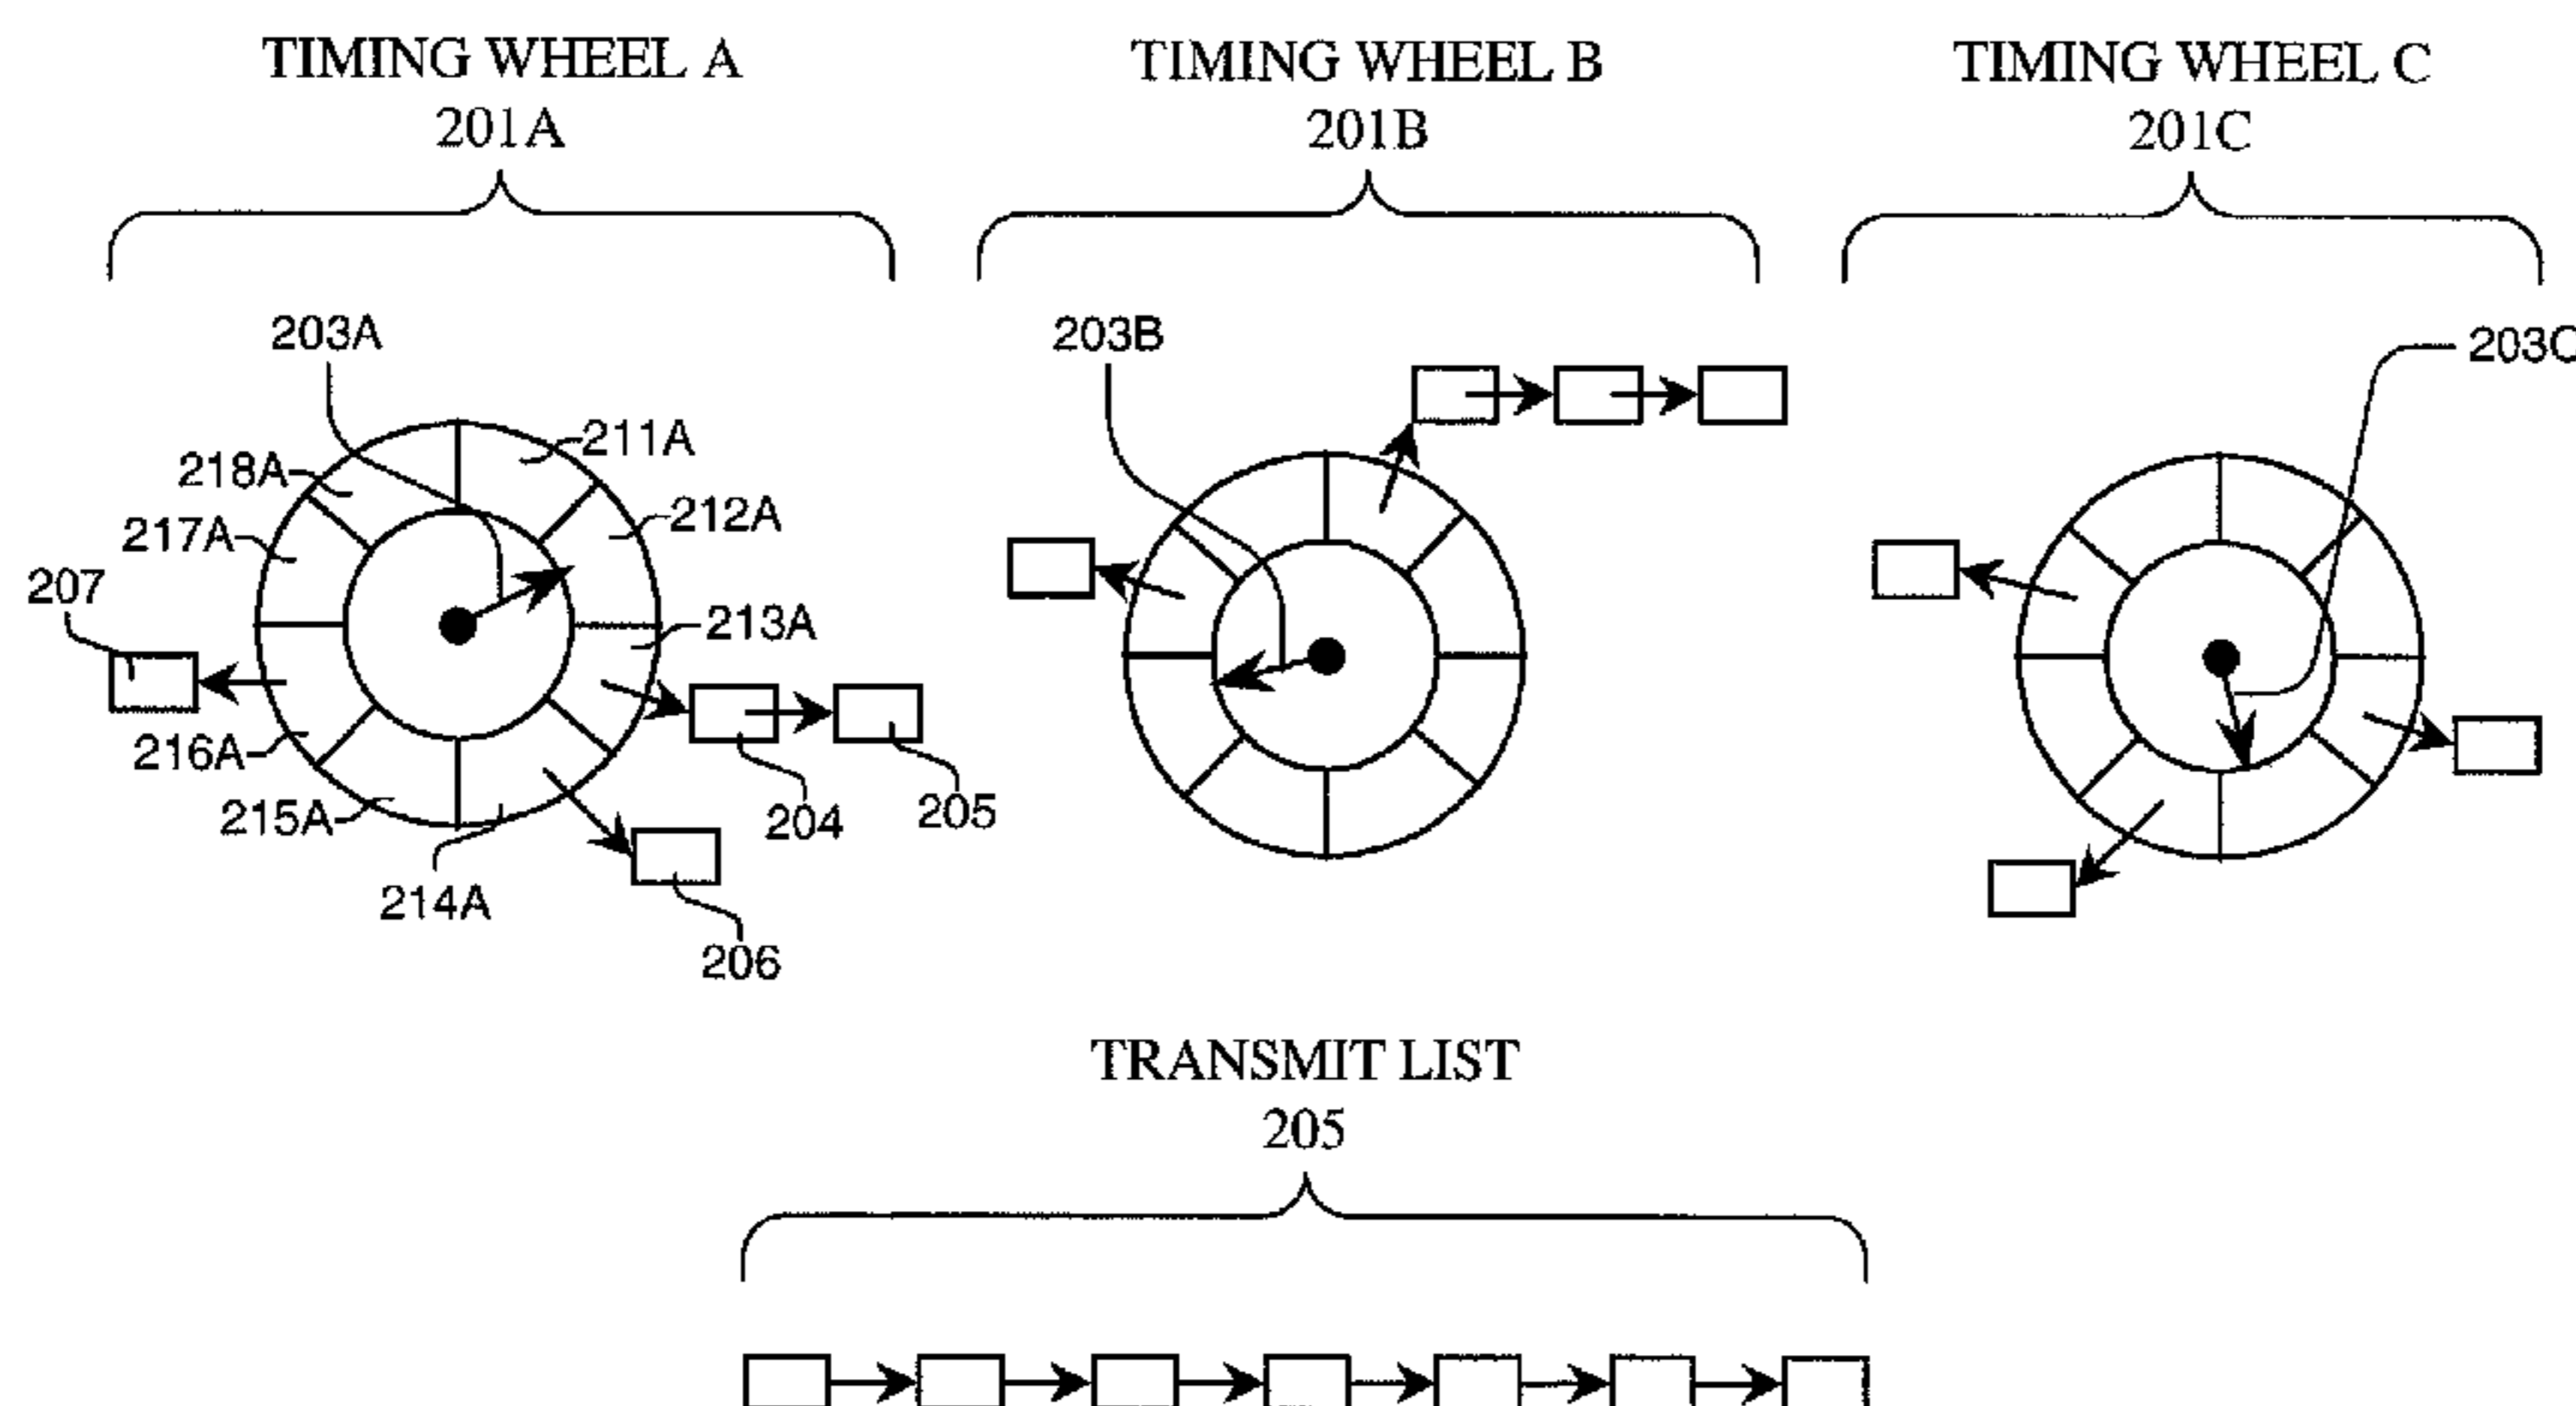 TIMING WHEEL A
201A
TIMING WHEEL B
201B
TIMING WHEEL C
201C
203A
203B
203C
211A
218A
212A
217A
207
213A
216A
215A
204
205
214A
206
TRANSMIT LIST
205